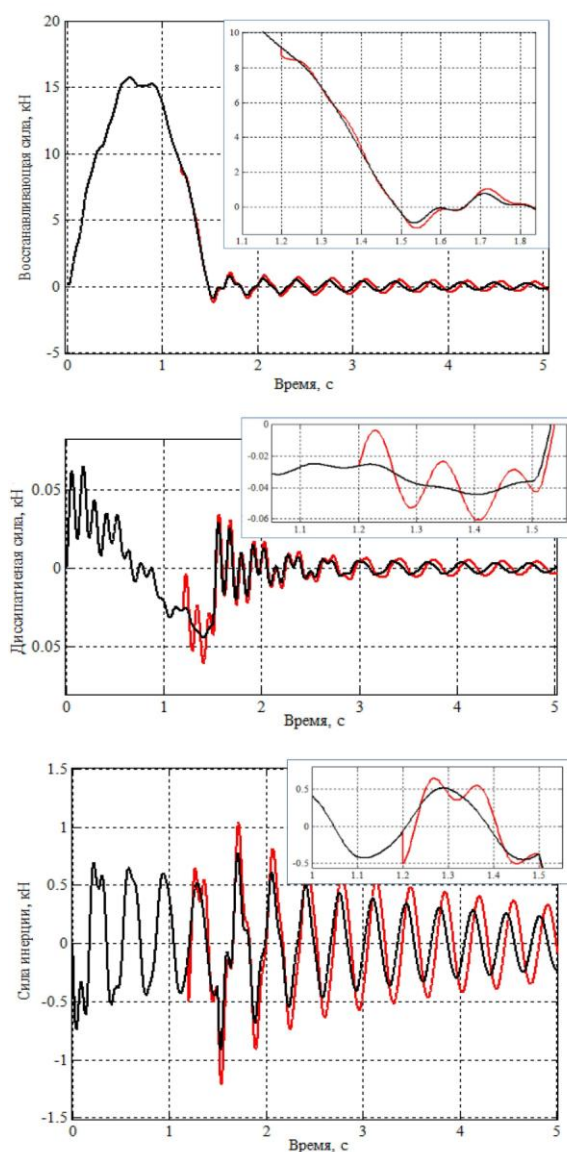 Восстанавливающая сила, кН
20
15
10
5
0
-5
10
8
6
4
2
0
1.1 1.2 1.3 1.4 1.5 1.6 1.7 1.8
0 1 2 3 4 5
Время, с
Диссипативная сила, кН
0.05
0
0.05
0
-0.02
-0.04
-0.06
1.1 1.2 1.3 1.4 1.5
0 1 2 3 4 5
Время, с
Сила инерции, кН
1.5
1
0.5
0
-0.5
-1
-1.5
0.5
0
-0.5
1 1.1 1.2 1.3 1.4 1.5
0 1 2 3 4 5
Время, с